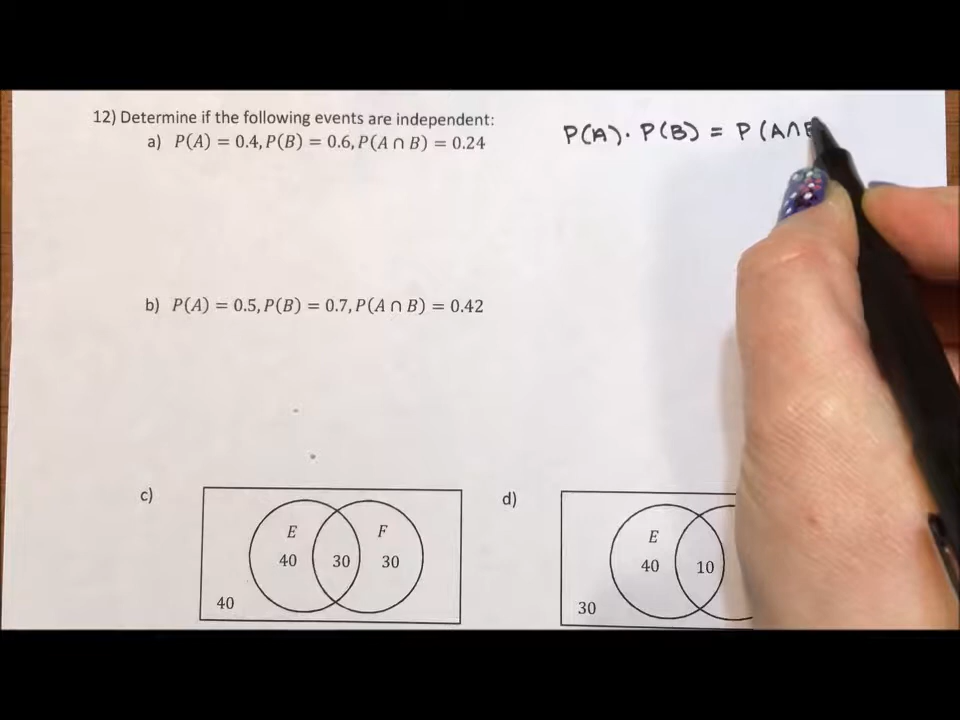 12) Determine if the following events are independent:
a) P(A) = 0.4, P(B) = 0.6, P(A ∩ B) = 0.24
P(A) · P(B) = P (A∩B
b) P(A) = 0.5, P(B) = 0.7, P(A ∩ B) = 0.42
c)
E F
40 30 30
40
d)
E
40 10
30